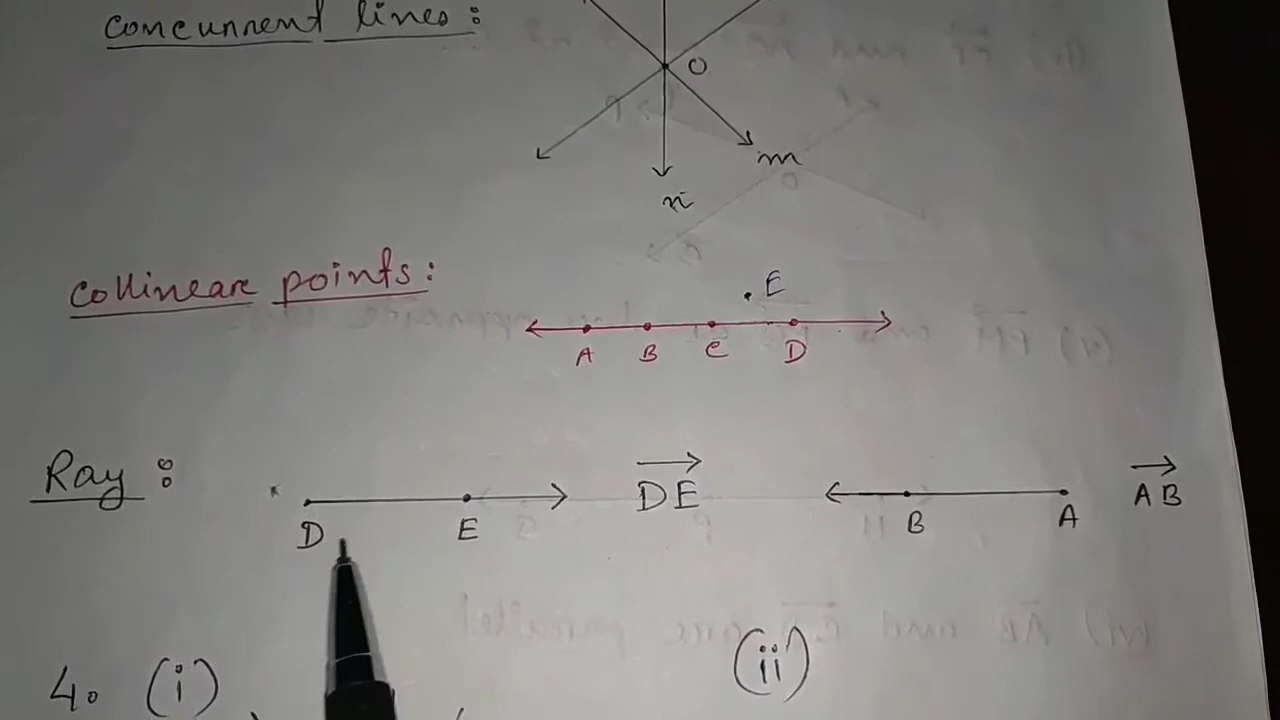 Concurrent lines:
O
m
n
Collinear points:
E
A B C D
Ray:
D E
DE
B A
AB
4. (i)
(ii)